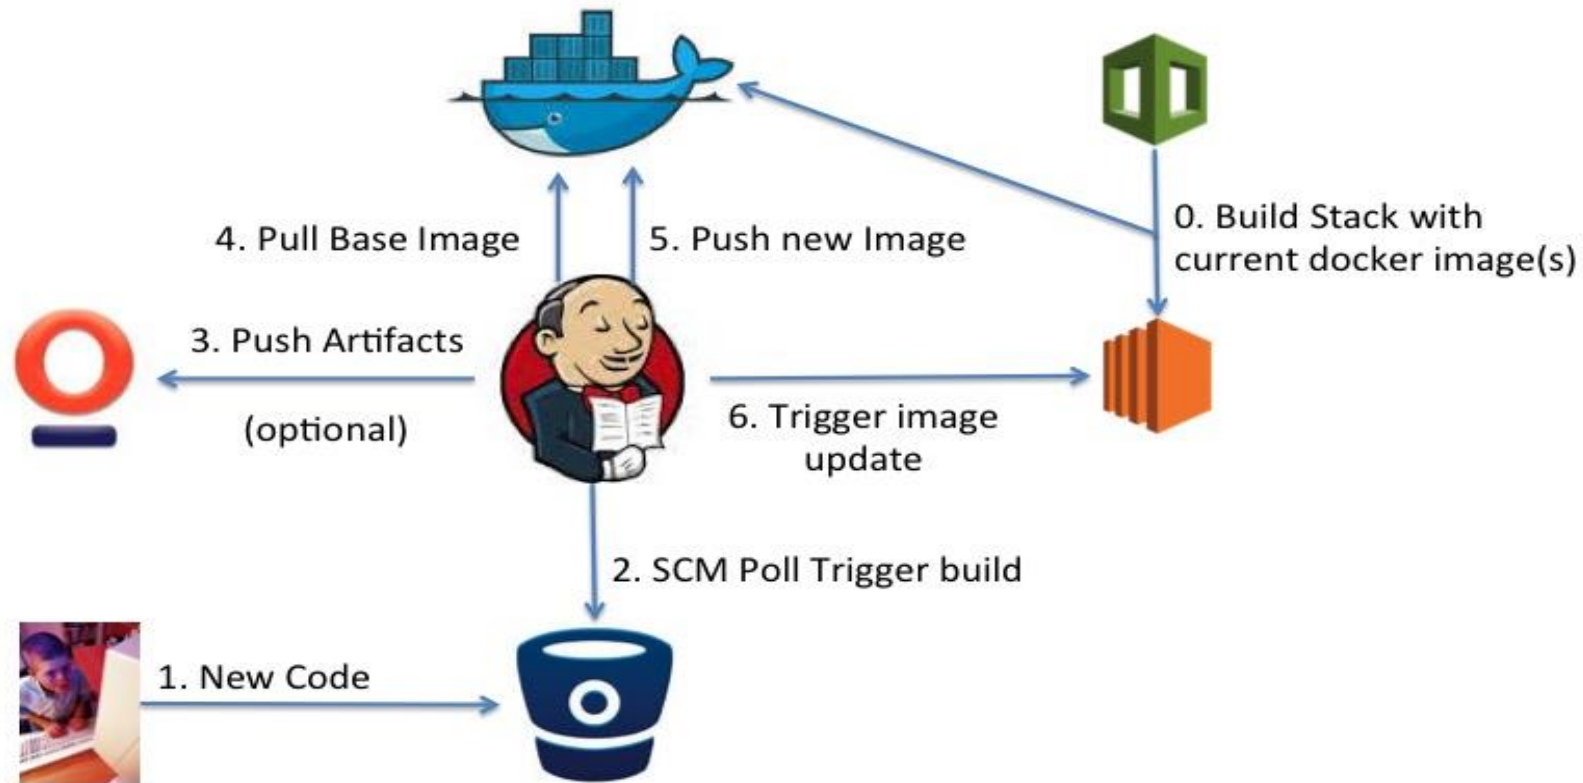 0. Build Stack with
current docker image(s)
4. Pull Base Image
5. Push new Image
3. Push Artifacts
(optional)
6. Trigger image
update
2. SCM Poll Trigger build
1. New Code